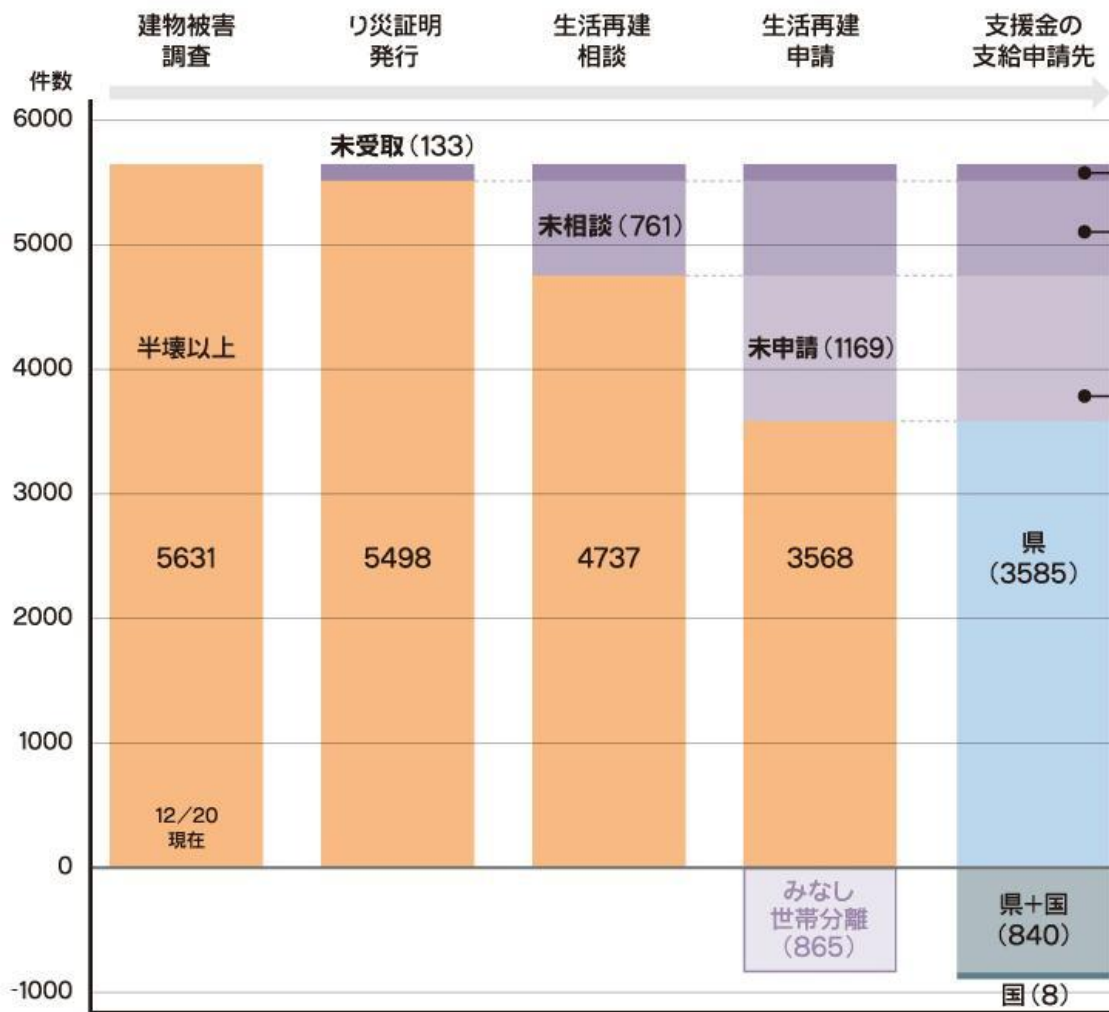 建物被害
調査
り災証明
発行
生活再建
相談
生活再建
申請
支援金の
支給申請先
件数
6000
5000
4000
3000
2000
1000
0
-1000
半壊以上
5631
12／20
現在
未受取（133）
5498
未相談（761）
4737
未申請（1169）
3568
みなし
世帯分離
（865）
県
（3585）
県＋国
（840）
国（8）